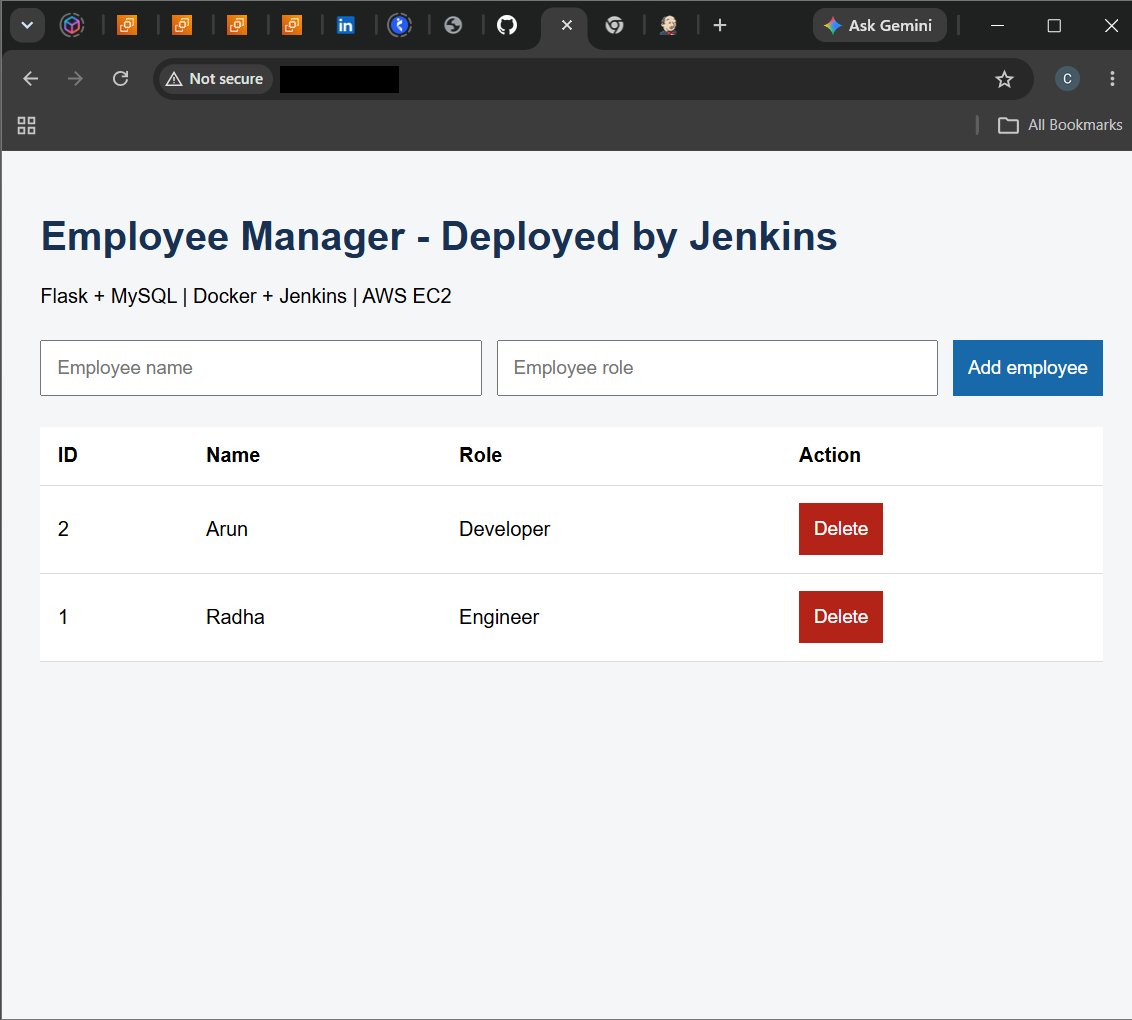 Ask Gemini
Not secure
C
All Bookmarks
Employee Manager - Deployed by Jenkins
Flask + MySQL | Docker + Jenkins | AWS EC2
Employee name Employee role Add employee
ID Name Role Action
2 Arun Developer Delete
1 Radha Engineer Delete